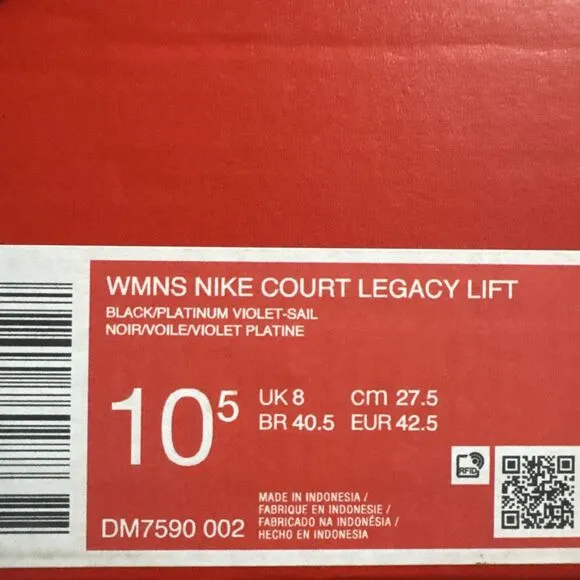 WMNS NIKE COURT LEGACY LIFT
BLACK/PLATINUM VIOLET-SAIL
NOIR/VOILE/VIOLET PLATINE
10⁵
UK 8 cm 27.5
BR 40.5 EUR 42.5
RFID
DM7590 002
MADE IN INDONESIA /
FABRIQUE EN INDONESIE /
FABRICADO NA INDONÉSIA /
HECHO EN INDONESIA